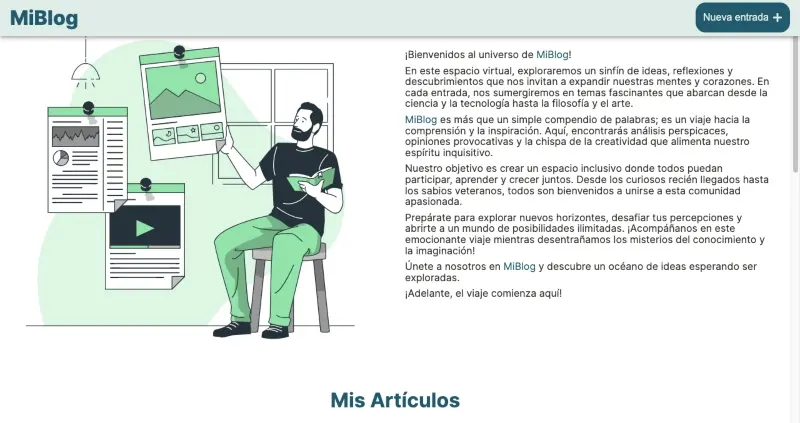 MiBlog
Nueva entrada +
¡Bienvenidos al universo de MiBlog!
En este espacio virtual, exploraremos un sinfín de ideas, reflexiones y
descubrimientos que nos invitan a expandir nuestras mentes y corazones. En
cada entrada, nos sumergiremos en temas fascinantes que abarcan desde la
ciencia y la tecnología hasta la filosofía y el arte.
MiBlog es más que un simple compendio de palabras; es un viaje hacia la
comprensión y la inspiración. Aquí, encontrarás análisis perspicaces,
opiniones provocativas y la chispa de la creatividad que alimenta nuestro
espíritu inquisitivo.
Nuestro objetivo es crear un espacio inclusivo donde todos puedan
participar, aprender y crecer juntos. Desde los curiosos recién llegados hasta
los sabios veteranos, todos son bienvenidos a unirse a esta comunidad
apasionada.
Prepárate para explorar nuevos horizontes, desafiar tus percepciones y
abrirte a un mundo de posibilidades ilimitadas. ¡Acompáñanos en este
emocionante viaje mientras desentrañamos los misterios del conocimiento y
la imaginación!
Únete a nosotros en MiBlog y descubre un océano de ideas esperando ser
exploradas.
¡Adelante, el viaje comienza aquí!
Mis Artículos